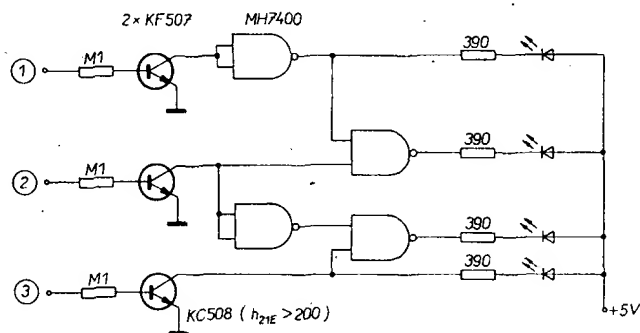 2 × KF507
MH7400
390
M1
1
390
M1
2
390
390
M1
3
KC508 ( h21E > 200 )
+5V